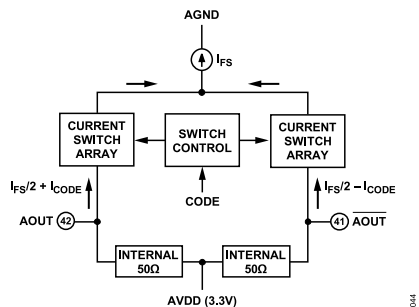 AGND
IFS
CURRENT
SWITCH
ARRAY
SWITCH
CONTROL
CURRENT
SWITCH
ARRAY
IFS/2 + ICODE
CODE
IFS/2 – ICODE
AOUT 42
41 AOUT
INTERNAL
50Ω
INTERNAL
50Ω
AVDD (3.3V)
044